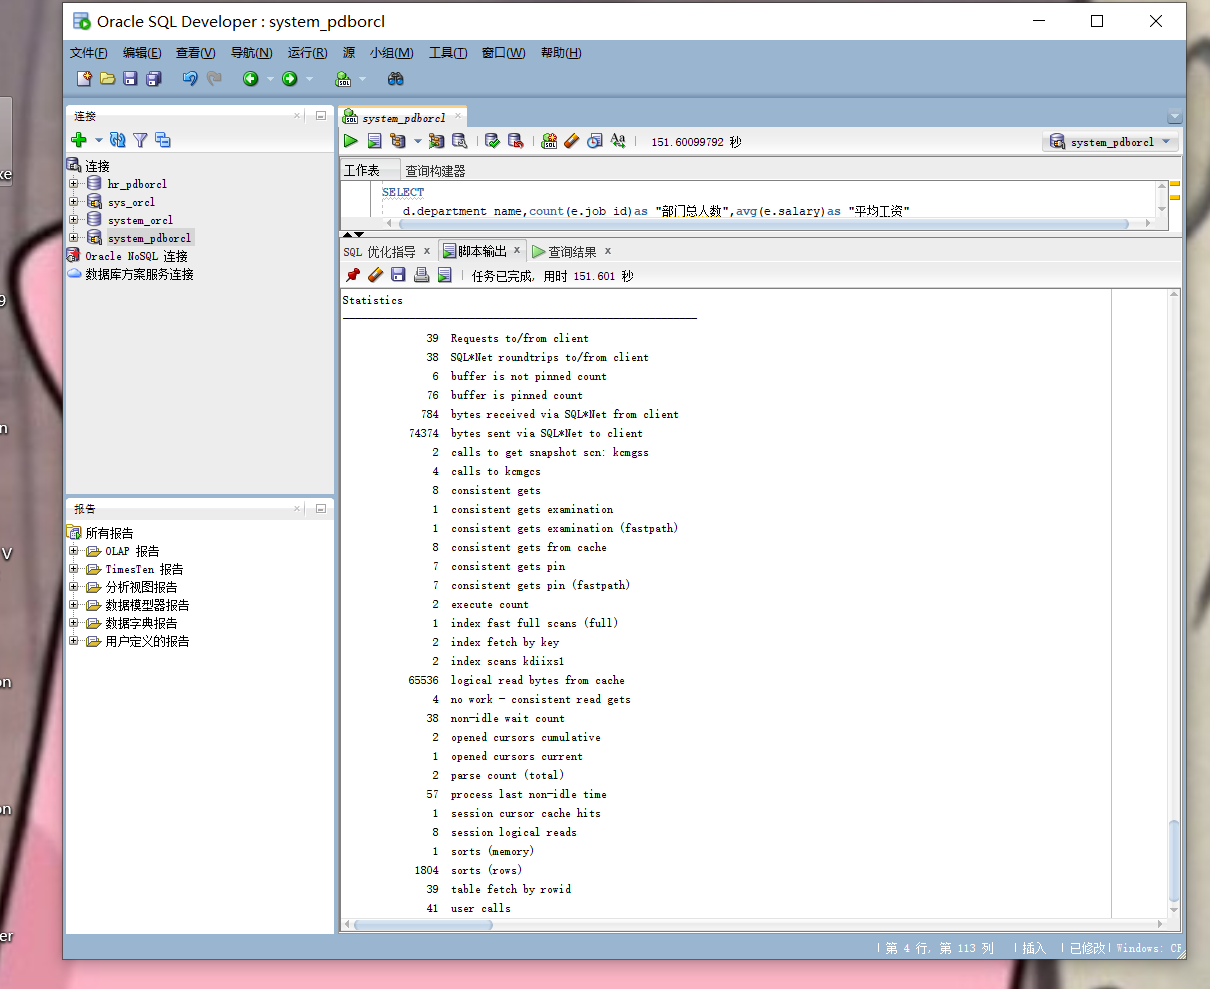 Oracle SQL Developer : system_pdborcl
文件(F) 编辑(E) 查看(V) 导航(N) 运行(R) 源 小组(M) 工具(T) 窗口(W) 帮助(H)
连接
连接
hr_pdborcl
sys_orcl
system_orcl
system_pdborcl
Oracle NoSQL 连接
数据库方案服务连接
报告
所有报告
OLAP 报告
TimesTen 报告
分析视图报告
数据模型器报告
数据字典报告
用户定义的报告
system_pdborcl
151.60099792 秒
system_pdborcl
工作表 查询构建器
SELECT
d.department_name,count(e.job_id)as "部门总人数",avg(e.salary)as "平均工资"
SQL 优化指导 脚本输出 查询结果
任务已完成, 用时 151.601 秒
Statistics
39 Requests to/from client
38 SQL*Net roundtrips to/from client
6 buffer is not pinned count
76 buffer is pinned count
784 bytes received via SQL*Net from client
74374 bytes sent via SQL*Net to client
2 calls to get snapshot scn: kcmgss
4 calls to kcmgcs
8 consistent gets
1 consistent gets examination
1 consistent gets examination (fastpath)
8 consistent gets from cache
7 consistent gets pin
7 consistent gets pin (fastpath)
2 execute count
1 index fast full scans (full)
2 index fetch by key
2 index scans kdiixs1
65536 logical read bytes from cache
4 no work - consistent read gets
38 non-idle wait count
2 opened cursors cumulative
1 opened cursors current
2 parse count (total)
57 process last non-idle time
1 session cursor cache hits
8 session logical reads
1 sorts (memory)
1804 sorts (rows)
39 table fetch by rowid
41 user calls
第 4 行, 第 113 列 插入 已修改 Windows: CR